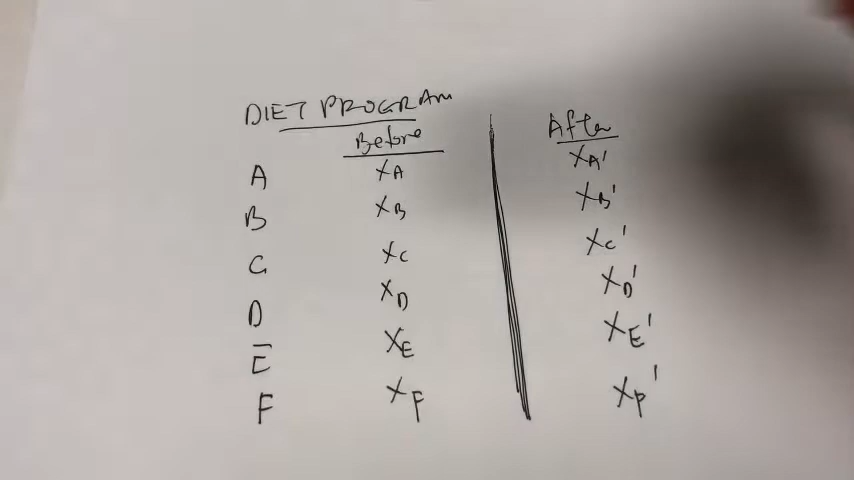 DIET PROGRAM
Before After
A XA XA'
B XB XB'
C XC XC'
D XD XD'
E XE XE'
F XF XF'